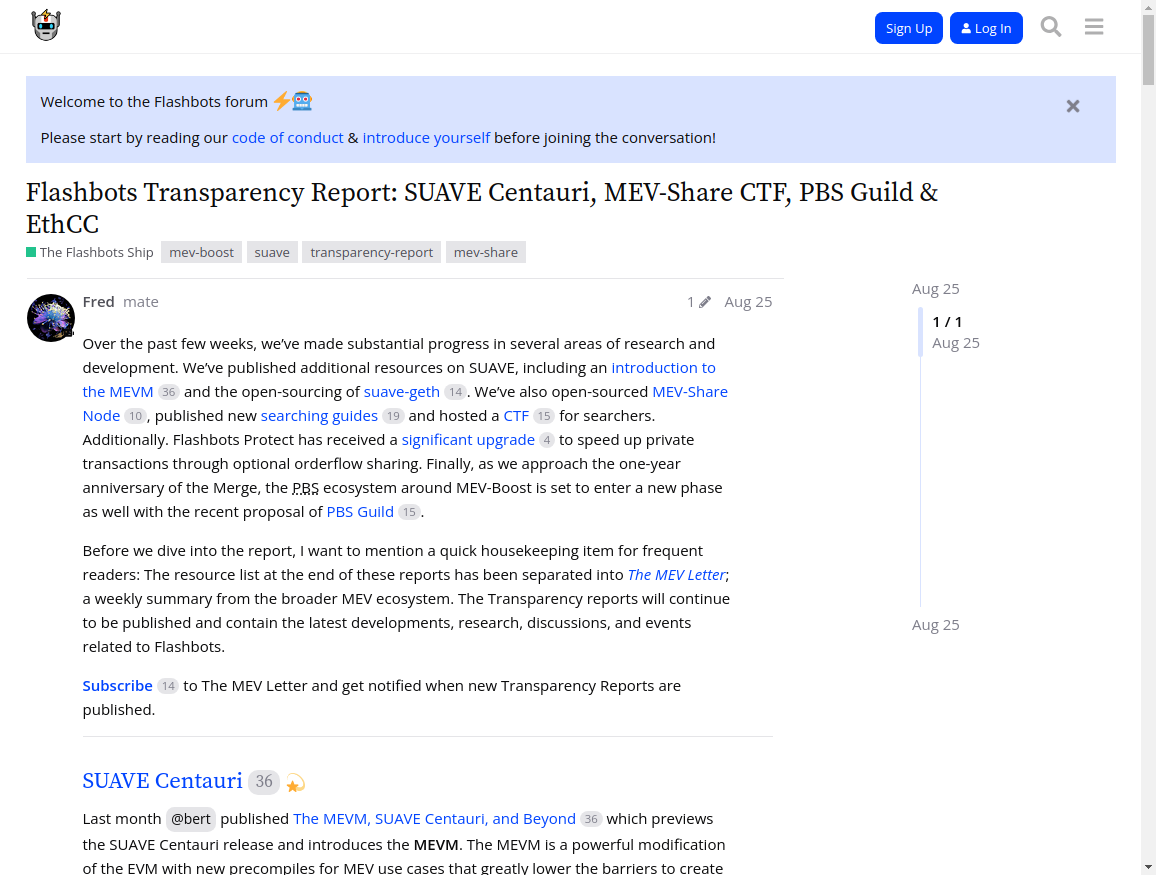 Sign Up
Log In
Welcome to the Flashbots forum
Please start by reading our code of conduct & introduce yourself before joining the conversation!
Flashbots Transparency Report: SUAVE Centauri, MEV-Share CTF, PBS Guild &
EthCC
The Flashbots Ship mev-boost suave transparency-report mev-share
Fred mate 1 Aug 25
Aug 25
1 / 1
Aug 25
Aug 25
Over the past few weeks, we’ve made substantial progress in several areas of research and
development. We’ve published additional resources on SUAVE, including an introduction to
the MEVM 36 and the open-sourcing of suave-geth 14. We’ve also open-sourced MEV-Share
Node 10, published new searching guides 19 and hosted a CTF 15 for searchers.
Additionally. Flashbots Protect has received a significant upgrade 4 to speed up private
transactions through optional orderflow sharing. Finally, as we approach the one-year
anniversary of the Merge, the PBS ecosystem around MEV-Boost is set to enter a new phase
as well with the recent proposal of PBS Guild 15.
Before we dive into the report, I want to mention a quick housekeeping item for frequent
readers: The resource list at the end of these reports has been separated into The MEV Letter;
a weekly summary from the broader MEV ecosystem. The Transparency reports will continue
to be published and contain the latest developments, research, discussions, and events
related to Flashbots.
Subscribe 14 to The MEV Letter and get notified when new Transparency Reports are
published.
SUAVE Centauri 36
Last month @bert published The MEVM, SUAVE Centauri, and Beyond 36 which previews
the SUAVE Centauri release and introduces the MEVM. The MEVM is a powerful modification
of the EVM with new precompiles for MEV use cases that greatly lower the barriers to create